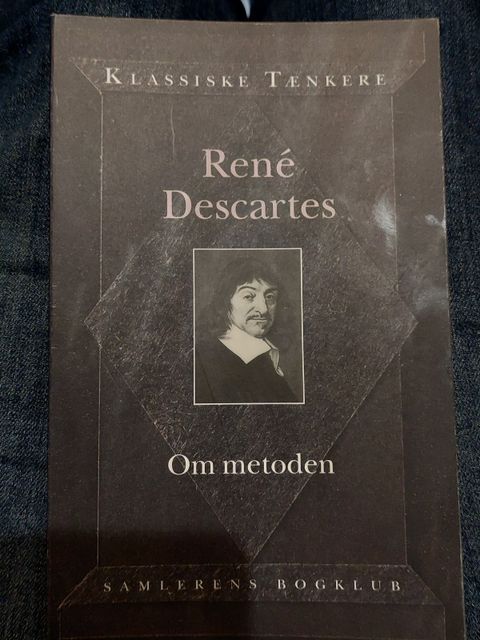 KLASSISKE TÆNKERE
René
Descartes
Om metoden
SAMLERENS BOGKLUB